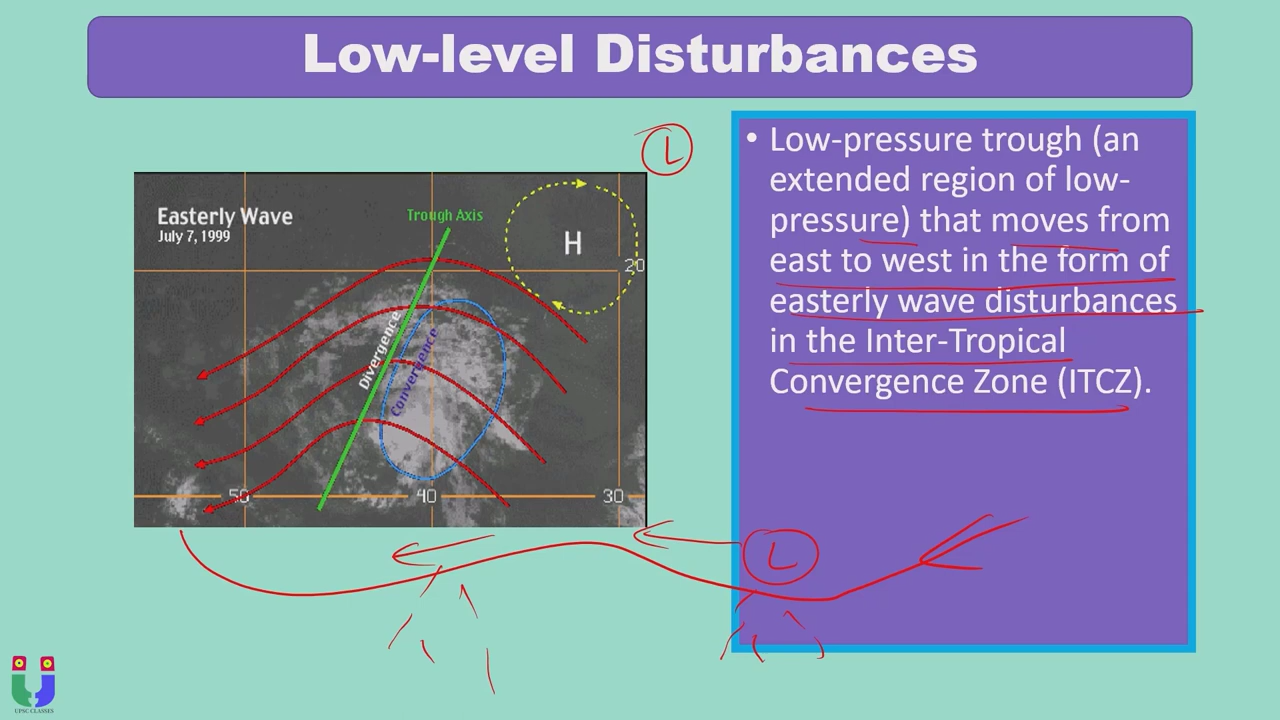 Low-level Disturbances
L
Easterly Wave
July 7, 1999
Trough Axis
H
20
Divergence
Convergence
50
40
30
• Low-pressure trough (an
extended region of low-
pressure) that moves from
east to west in the form of
easterly wave disturbances
in the Inter-Tropical
Convergence Zone (ITCZ).
L
UPSC CLASSES